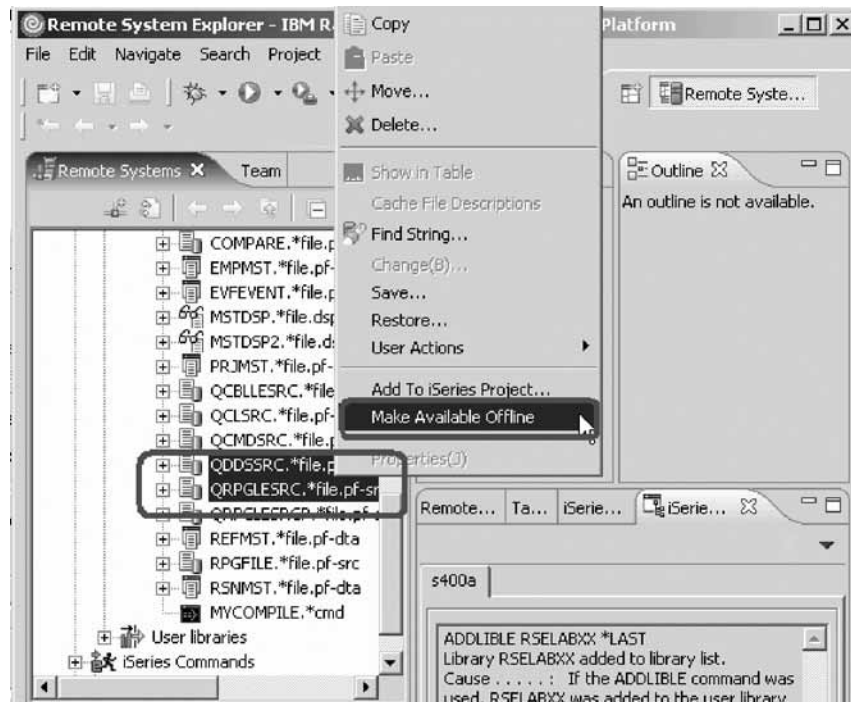 Remote System Explorer - IBM R
Platform
File Edit Navigate Search Project
Remote Syste...
Remote Systems
Team
COMPARE.*file.p
EMPMST.*file.pf-
EVFEVENT.*file.p
MSTDSP.*file.dsp
MSTDSP2.*file.d
PRJMST.*file.pf-
QCBLLESRC.*file
QCLSRC.*file.pf-
QCMDSRC.*file.p
QDDSSRC.*file.p
QRPGLESRC.*file.pf-sr
REFMST.*file.pf-dta
RPGFILE.*file.pf-src
RSNMST.*file.pf-dta
MYCOMPILE.*cmd
User libraries
iSeries Commands
Copy
Paste
Move...
Delete...
Show in Table
Cache File Descriptions
Find String...
Change(B)...
Save...
Restore...
User Actions
Add To iSeries Project...
Make Available Offline
Properties(J)
Outline
An outline is not available.
Remote... Ta... iSerie... iSerie...
s400a
ADDLIBLE RSELABXX *LAST
Library RSELABXX added to library list.
Cause . . . . . : If the ADDLIBLE command was
used, RSELABXX was added to the user library